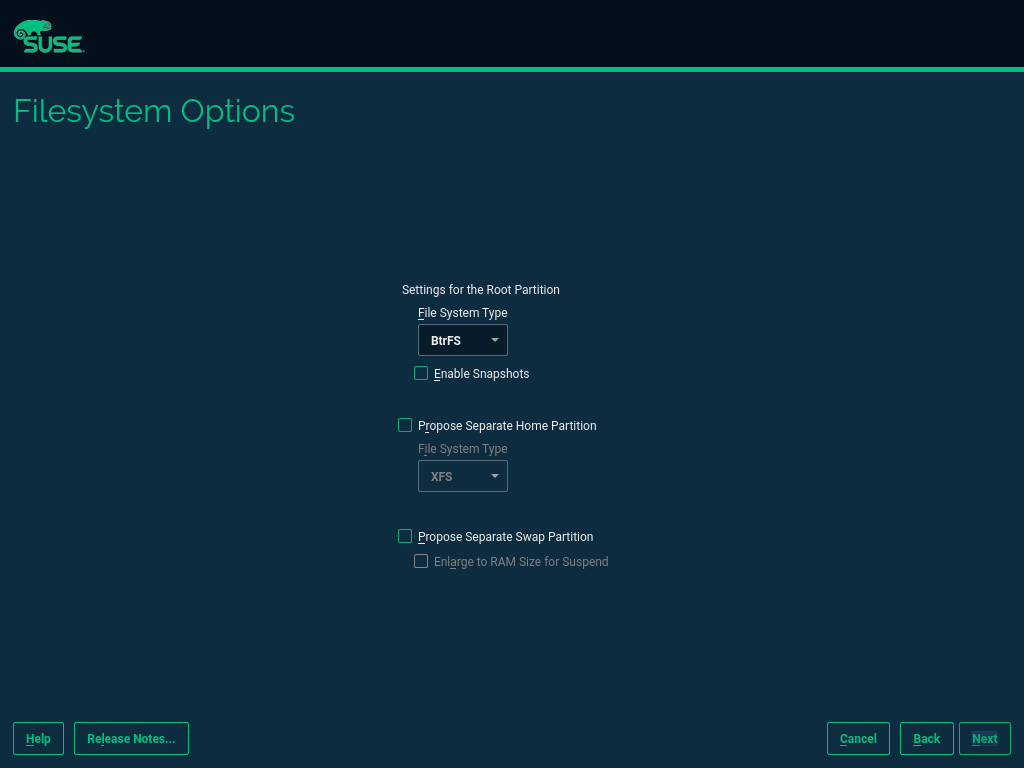 SUSE
Filesystem Options
Settings for the Root Partition
File System Type
BtrFS
Enable Snapshots
Propose Separate Home Partition
File System Type
XFS
Propose Separate Swap Partition
Enlarge to RAM Size for Suspend
Help Release Notes... Cancel Back Next